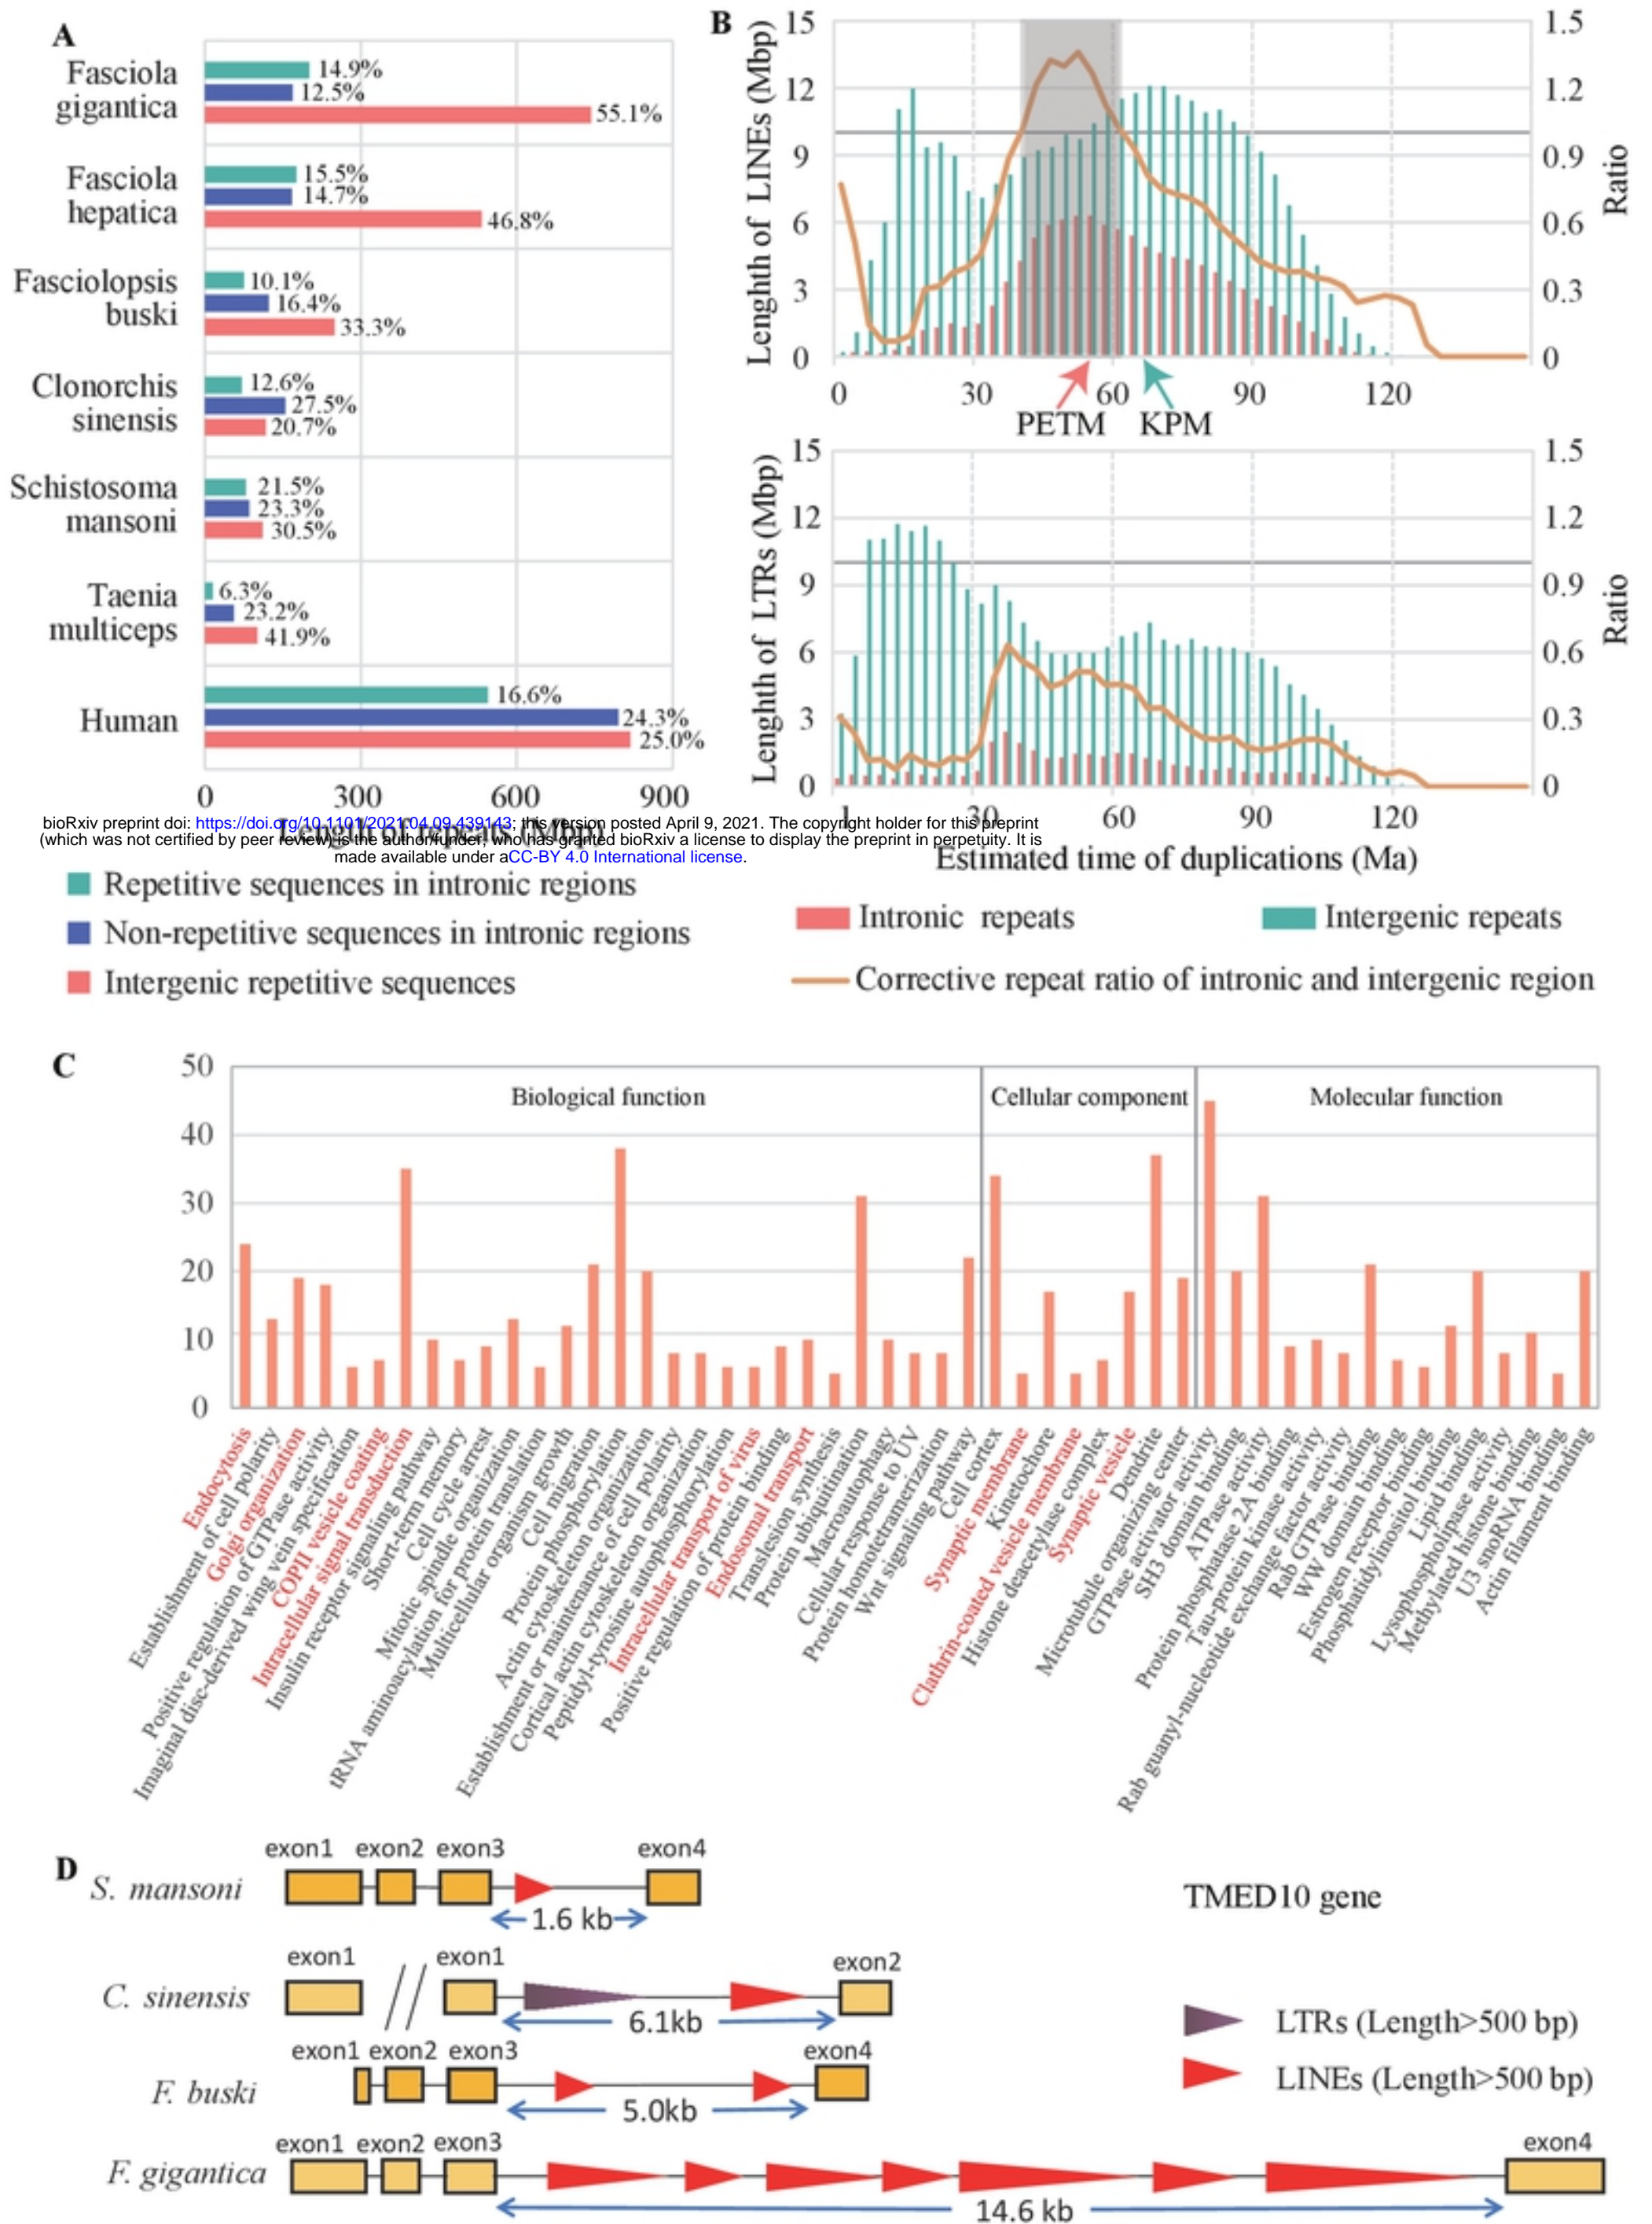 A
Fasciola
gigantica
14.9%
12.5%
55.1%
Fasciola
hepatica
15.5%
14.7%
46.8%
Fasciolopsis
buski
10.1%
16.4%
33.3%
Clonorchis
sinensis
12.6%
27.5%
20.7%
Schistosoma
mansoni
21.5%
23.3%
30.5%
Taenia
multiceps
6.3%
23.2%
41.9%
Human
16.6%
24.3%
25.0%
0 300 600 900
Length of repeats (Mbp)
bioRxiv preprint doi: https://doi.org/10.1101/2021.04.09.439143; this version posted April 9, 2021. The copyright holder for this preprint
(which was not certified by peer review) is the author/funder, who has granted bioRxiv a license to display the preprint in perpetuity. It is
made available under aCC-BY 4.0 International license.
Repetitive sequences in intronic regions
Non-repetitive sequences in intronic regions
Intergenic repetitive sequences
B
Lenghth of LINEs (Mbp)
15
12
9
6
3
0
1.5
1.2
0.9
0.6
0.3
0
Ratio
0 30 60 90 120
PETM KPM
Lenghth of LTRs (Mbp)
15
12
9
6
3
0
1.5
1.2
0.9
0.6
0.3
0
Ratio
1 30 60 90 120
Estimated time of duplications (Ma)
Intronic repeats
Intergenic repeats
Corrective repeat ratio of intronic and intergenic region
C
50
40
30
20
10
0
Biological function
Cellular component
Molecular function
Endocytosis
Establishment of cell polarity
Golgi organization
Positive regulation of GTPase activity
Imaginal disc-derived wing vein specification
COPII vesicle coating
Intracellular signal transduction
Insulin receptor signaling pathway
Short-term memory
Cell cycle arrest
Mitotic spindle organization
tRNA aminoacylation for protein translation
Multicellular organism growth
Cell migration
Protein phosphorylation
Actin cytoskeleton organization
Establishment or maintenance of cell polarity
Cortical actin cytoskeleton organization
Peptidyl-tyrosine autophosphorylation
Intracellular transport of virus
Positive regulation of protein binding
Endosomal transport
Translesion synthesis
Protein ubiquitination
Macroautophagy
Cellular response to UV
Protein homotetramerization
Wnt signaling pathway
Cell cortex
Synaptic membrane
Kinetochore
Clathrin-coated vesicle membrane
Histone deacetylase complex
Synaptic vesicle
Dendrite
Microtubule organizing center
GTPase activator activity
SH3 domain binding
ATPase activity
Protein phosphatase 2A binding
Tau-protein kinase activity
Rab guanyl-nucleotide exchange factor activity
Rab GTPase binding
WW domain binding
Estrogen receptor binding
Phosphatidylinositol binding
Lipid binding
Lysophospholipase activity
Methylated histone binding
U3 snoRNA binding
Actin filament binding
D
exon1 exon2 exon3 exon4
S. mansoni
1.6 kb
TMED10 gene
exon1 exon1 exon2
C. sinensis
6.1kb
LTRs (Length>500 bp)
exon1 exon2 exon3 exon4
F. buski
5.0kb
LINEs (Length>500 bp)
exon1 exon2 exon3 exon4
F. gigantica
14.6 kb